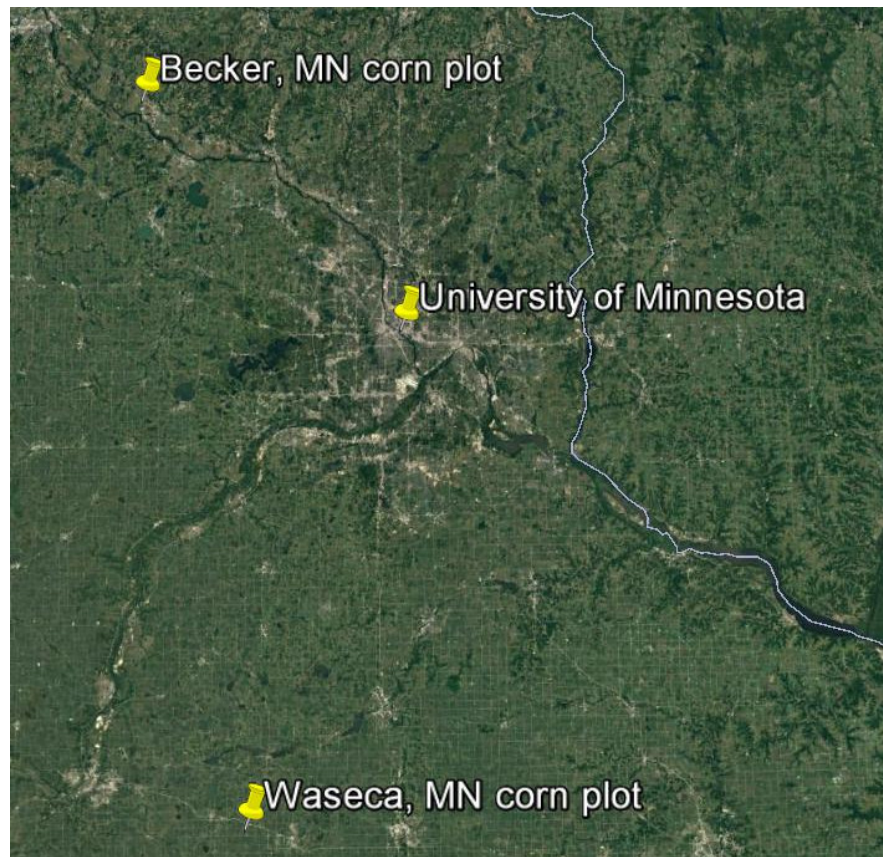 Becker, MN corn plot
University of Minnesota
Waseca, MN corn plot